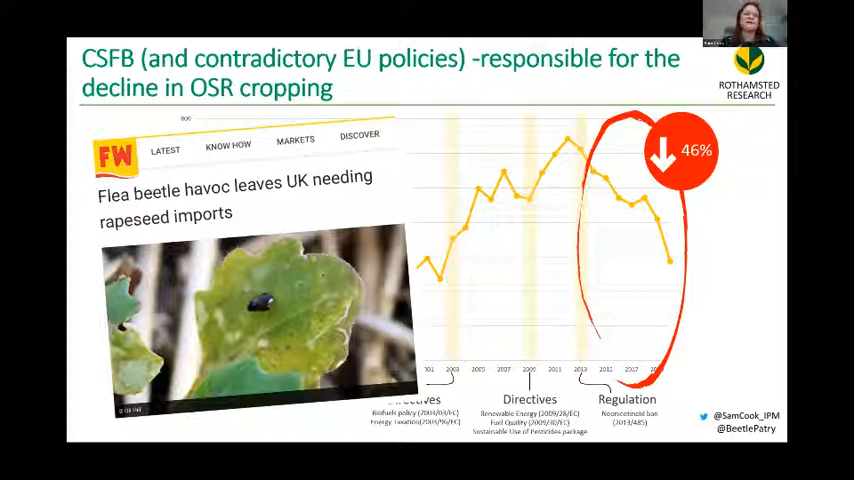 CSFB (and contradictory EU policies) -responsible for the
decline in OSR cropping
ROTHAMSTED
RESEARCH
800
46%
FW
LATEST
KNOW HOW
MARKETS
DISCOVER
Flea beetle havoc leaves UK needing
rapeseed imports
2003
2005
2007
2009
2011
2013
2015
2017
Directives
Regulation
Biofuels policy (2003/03/EC)
Energy Taxation(2003/96/EC)
Renewable Energy (2009/28/EC)
Fuel Quality (2009/30/EC)
Sustainable Use of Pesticides package
Neonicotinoid ban
(2013/485)
@SamCook_IPM
@BeetlePatry